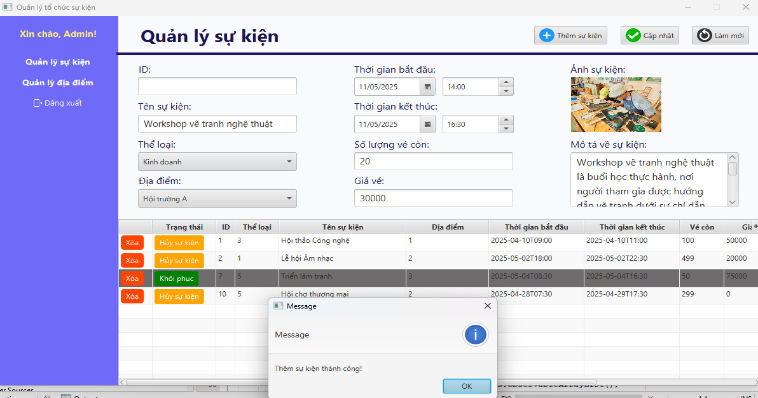 Quản lý tổ chức sự kiện
Xin chào, Admin!
Quản lý sự kiện
Quản lý địa điểm
Đăng xuất
Quản lý sự kiện
Thêm sự kiện
Cập nhật
Làm mới
ID:
Tên sự kiện:
Workshop vẽ tranh nghệ thuật
Thể loại:
Kinh doanh
Địa điểm:
Hội trường A
Thời gian bắt đầu:
11/05/2025 14:00
Thời gian kết thúc:
11/05/2025 16:30
Số lượng vé còn:
20
Giá vé:
30000
Ảnh sự kiện:
Mô tả về sự kiện:
Workshop vẽ tranh nghệ thuật
là buổi học thực hành, nơi
người tham gia được hướng
dẫn vẽ tranh dưới sự chỉ dẫn
Trạng thái ID Thể loại Tên sự kiện Địa điểm Thời gian bắt đầu Thời gian kết thúc Vé còn Giá
Xóa Hủy sự kiện 1 3 Hội thảo Công nghệ 1 2025-04-10T09:00 2025-04-10T11:00 100 50000
Xóa Hủy sự kiện 2 1 Lễ hội Âm nhạc 2 2025-05-02T18:00 2025-05-02T22:30 499 20000
Xóa Khôi phục 7 5 Triển lãm tranh 3 2025-05-04T08:30 2025-05-04T16:30 50 75000
Xóa Hủy sự kiện 10 5 Hội chợ thương mại 2 2025-04-28T07:30 2025-04-29T17:30 299 0
Message
Message
Thêm sự kiện thành công!
OK